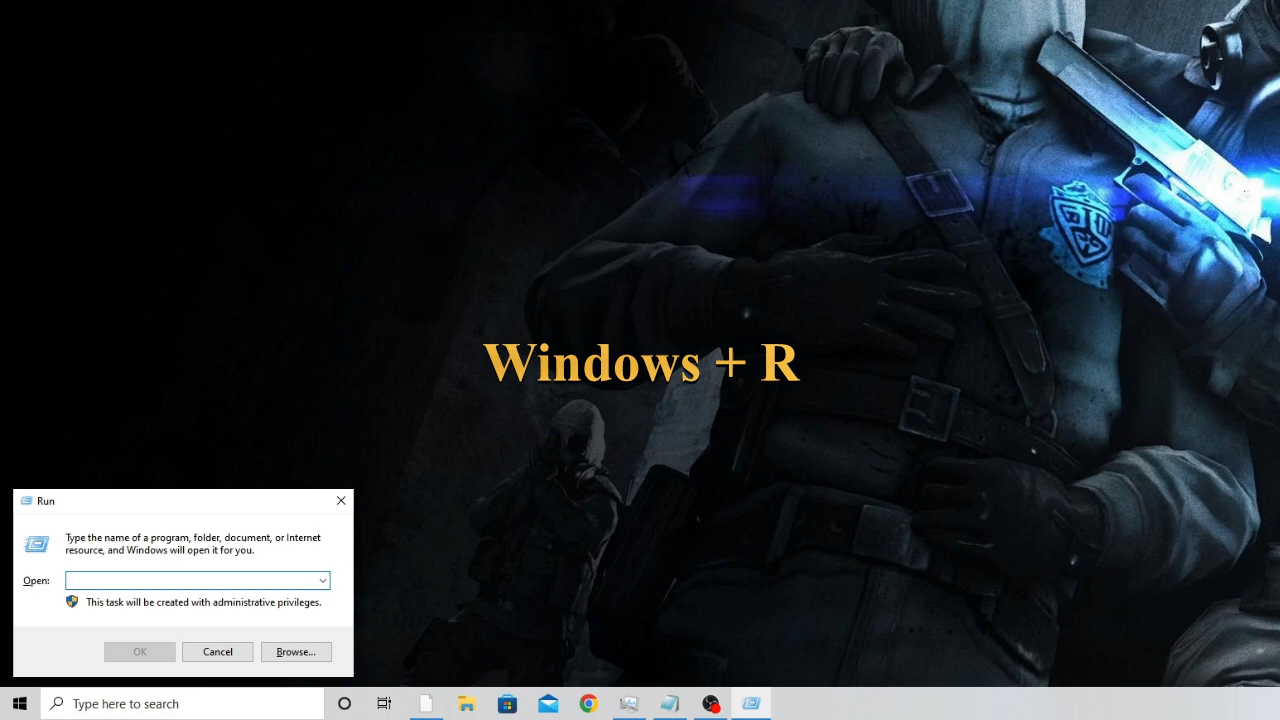 Windows + R
Run
Type the name of a program, folder, document, or Internet
resource, and Windows will open it for you.
Open:
This task will be created with administrative privileges.
OK
Cancel
Browse...
Type here to search